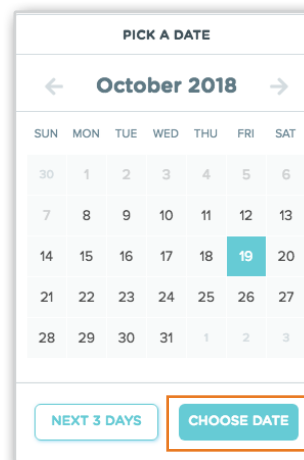 PICK A DATE
← October 2018 →
SUN MON TUE WED THU FRI SAT
30 1 2 3 4 5 6
7 8 9 10 11 12 13
14 15 16 17 18 19 20
21 22 23 24 25 26 27
28 29 30 31 1 2 3
NEXT 3 DAYS CHOOSE DATE